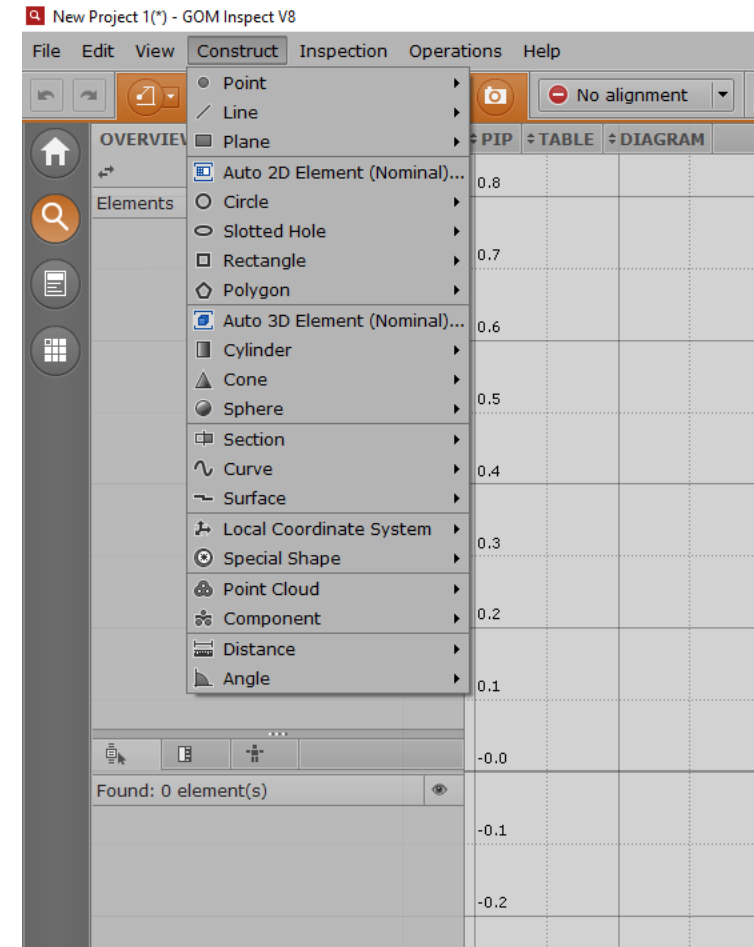 New Project 1(*) - GOM Inspect V8
File Edit View Construct Inspection Operations Help
No alignment
OVERVIEW
PIP TABLE DIAGRAM
Elements
Point
Line
Plane
Auto 2D Element (Nominal)...
Circle
Slotted Hole
Rectangle
Polygon
Auto 3D Element (Nominal)...
Cylinder
Cone
Sphere
Section
Curve
Surface
Local Coordinate System
Special Shape
Point Cloud
Component
Distance
Angle
0.8
0.7
0.6
0.5
0.4
0.3
0.2
0.1
-0.0
-0.1
-0.2
Found: 0 element(s)